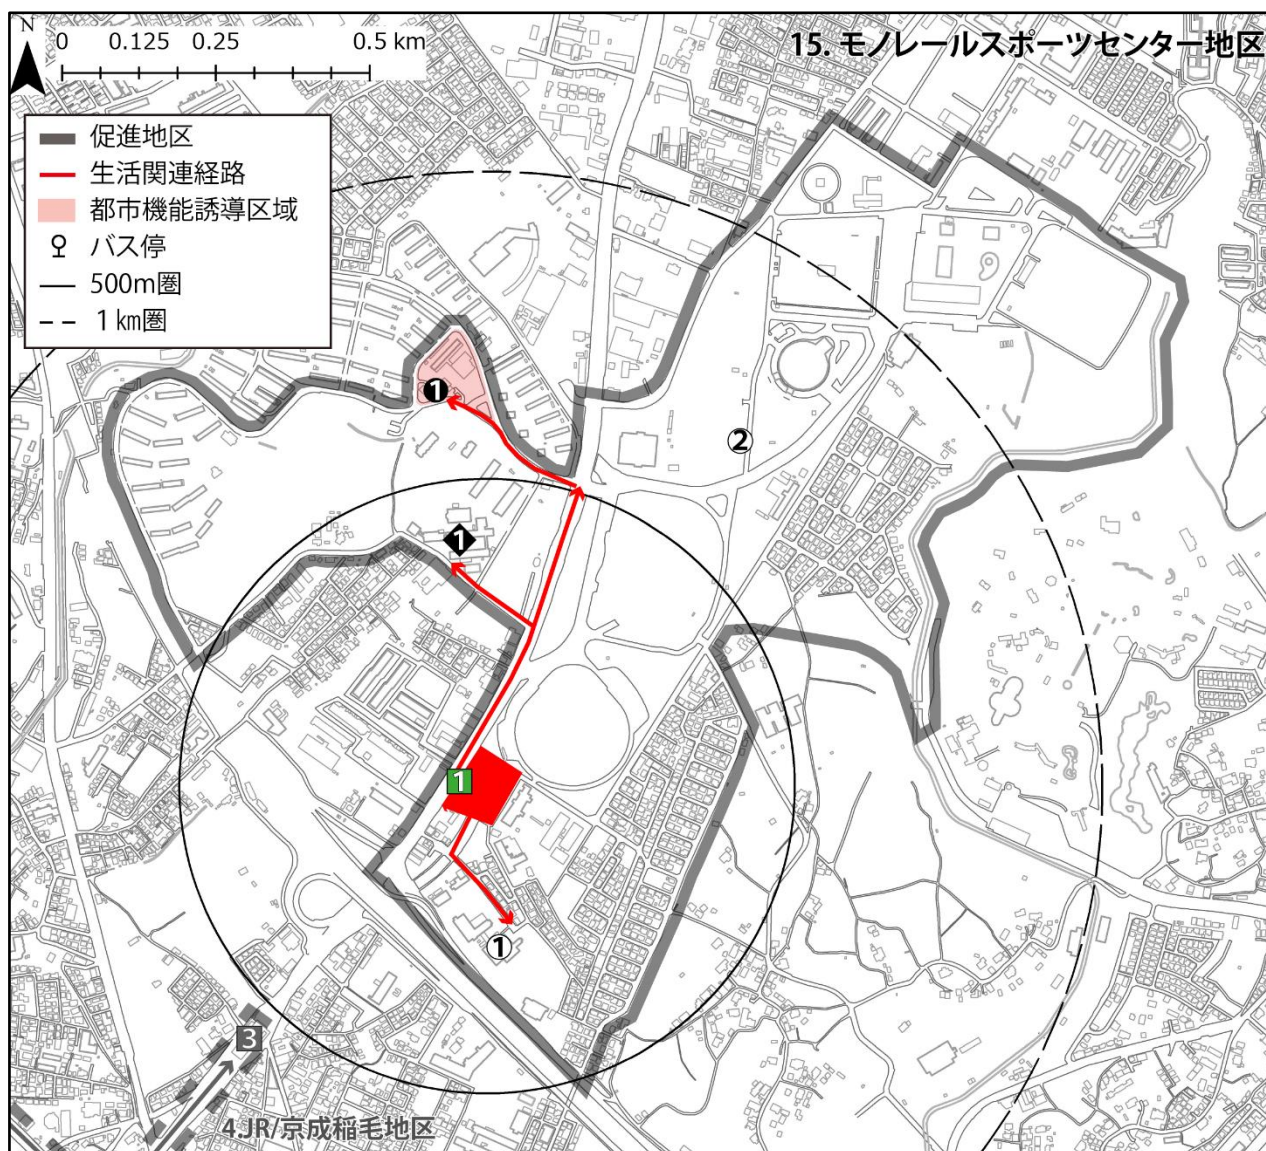 N
0 0.125 0.25 0.5 km
15. モノレールスポーツセンター地区
促進地区
生活関連経路
都市機能誘導区域
バス停
500m圏
1km圏
1
2
1
1
1
3
4.JR/京成稲毛地区